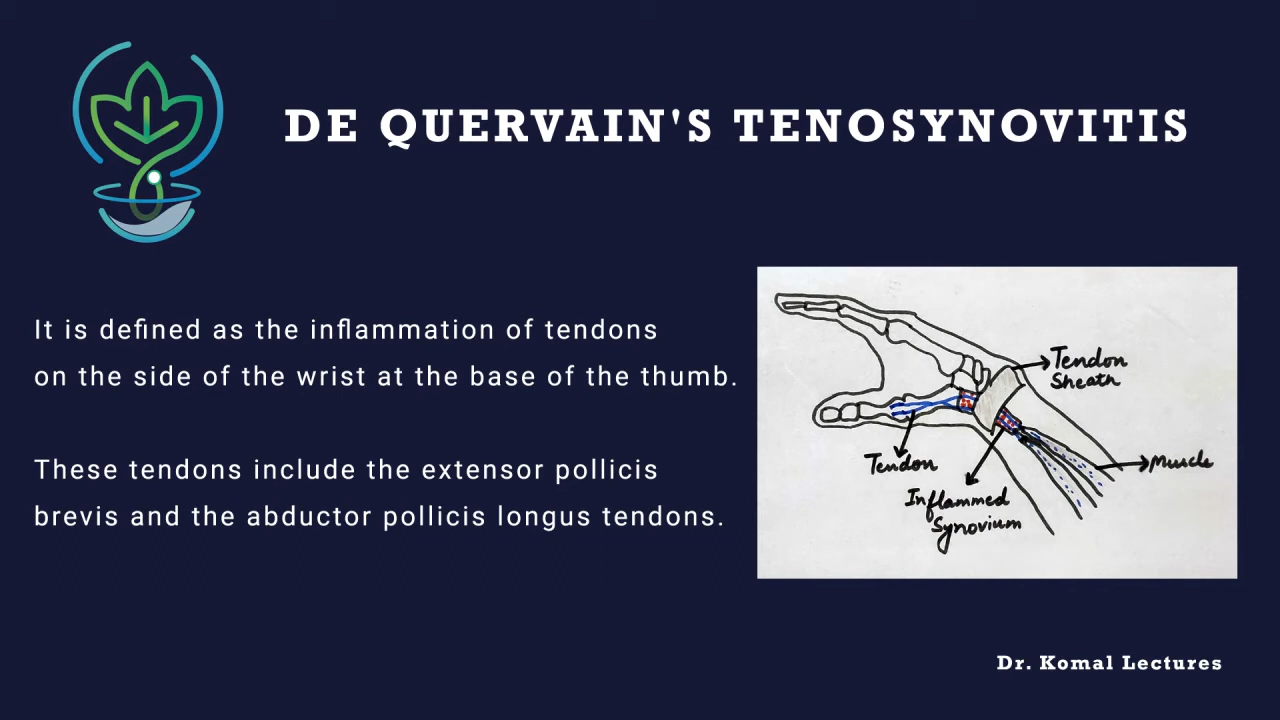 DE QUERVAIN'S TENOSYNOVITIS
It is defined as the inflammation of tendons
on the side of the wrist at the base of the thumb.
These tendons include the extensor pollicis
brevis and the abductor pollicis longus tendons.
Tendon
Sheath
Tendon
Muscle
Inflammed
Synovium
Dr. Komal Lectures